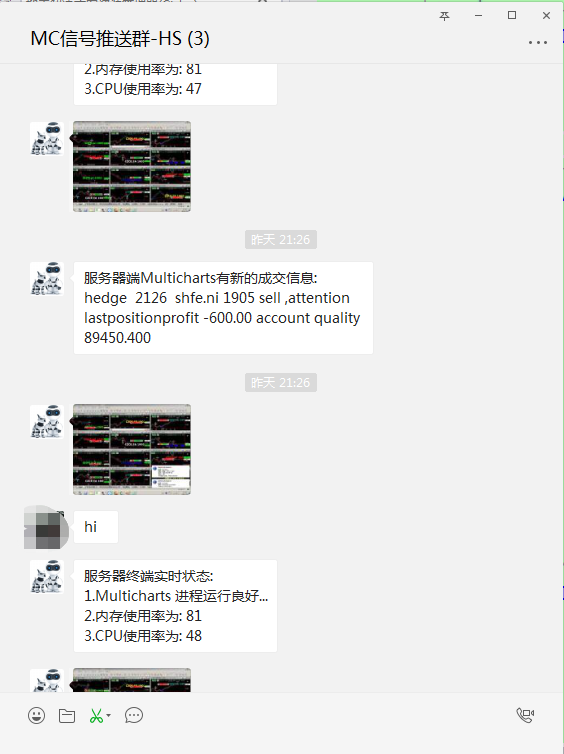 MC信号推送群-HS (3)
2.内存使用率为: 81
3.CPU使用率为: 47
昨天 21:26
服务器端Multicharts有新的成交信息:
hedge 2126 shfe.ni 1905 sell ,attention
lastpositionprofit -600.00 account quality
89450.400
昨天 21:26
hi
服务器终端实时状态:
1.Multicharts 进程运行良好...
2.内存使用率为: 81
3.CPU使用率为: 48